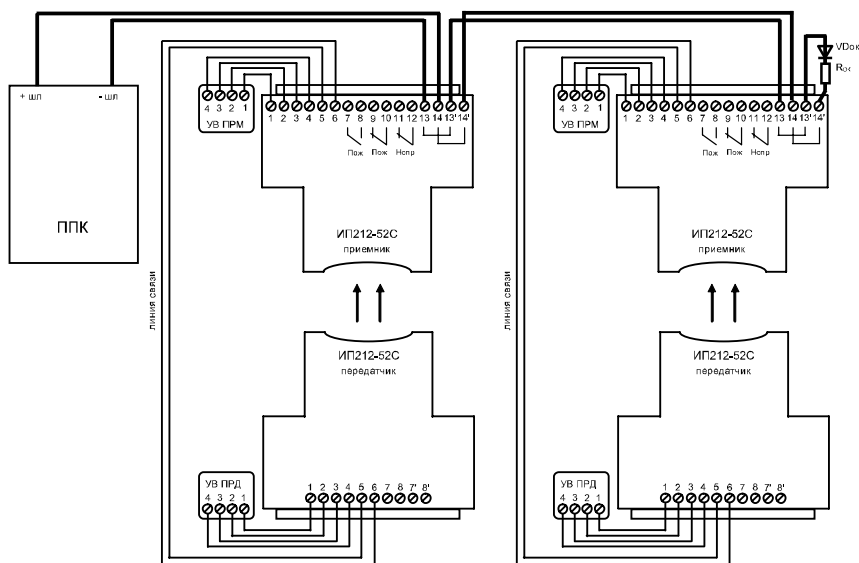 + шл - шл
ППК
4 3 2 1
УВ ПРМ
1 2 3 4 5 6 7 8 9 10 11 12 13 14 13' 14'
Пож Пож Нспр
ИП212-52С
приемник
линия связи
ИП212-52С
передатчик
УВ ПРД
4 3 2 1
1 2 3 4 5 6 7 8 7' 8'
4 3 2 1
УВ ПРМ
1 2 3 4 5 6 7 8 9 10 11 12 13 14 13' 14'
Пож Пож Нспр
VDок
Rок
ИП212-52С
приемник
линия связи
ИП212-52С
передатчик
УВ ПРД
4 3 2 1
1 2 3 4 5 6 7 8 7' 8'